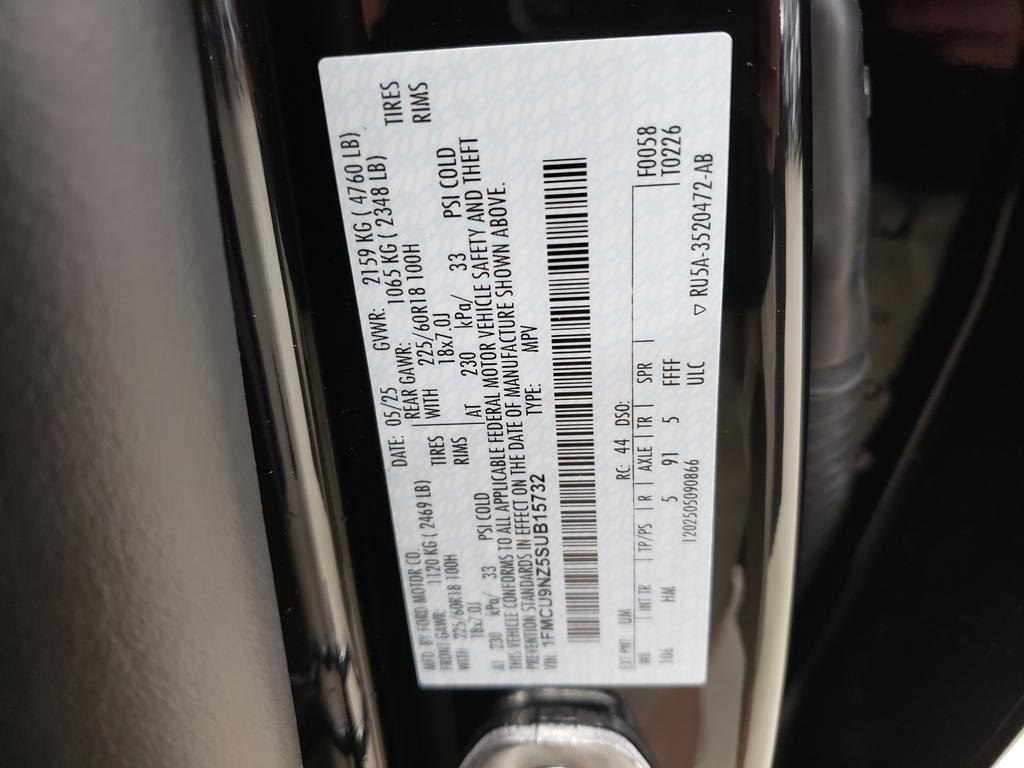 MFD. BY FORD MOTOR CO.
DATE: 05/25 GVWR: 2159 KG ( 4760 LB)
FRONT GAWR: 1120 KG ( 2469 LB) REAR GAWR: 1065 KG ( 2348 LB)
WITH 225/60R18 100H TIRES WITH 225/60R18 100H TIRES
18x7.0J RIMS 18x7.0J RIMS
AT 230 kPa/ 33 PSI COLD AT 230 kPa/ 33 PSI COLD
THIS VEHICLE CONFORMS TO ALL APPLICABLE FEDERAL MOTOR VEHICLE SAFETY AND THEFT
PREVENTION STANDARDS IN EFFECT ON THE DATE OF MANUFACTURE SHOWN ABOVE.
VIN: 1FMCU9NZ5SUB15732 TYPE: MPV
EXT PNT: UM RC: 44 DSO: F0058
WB INT TR TP/PS R AXLE TR SPR T0226
106 HM 5 91 5 FFFF
ULC
1202505090866 ▽ RU5A-3520472-AB